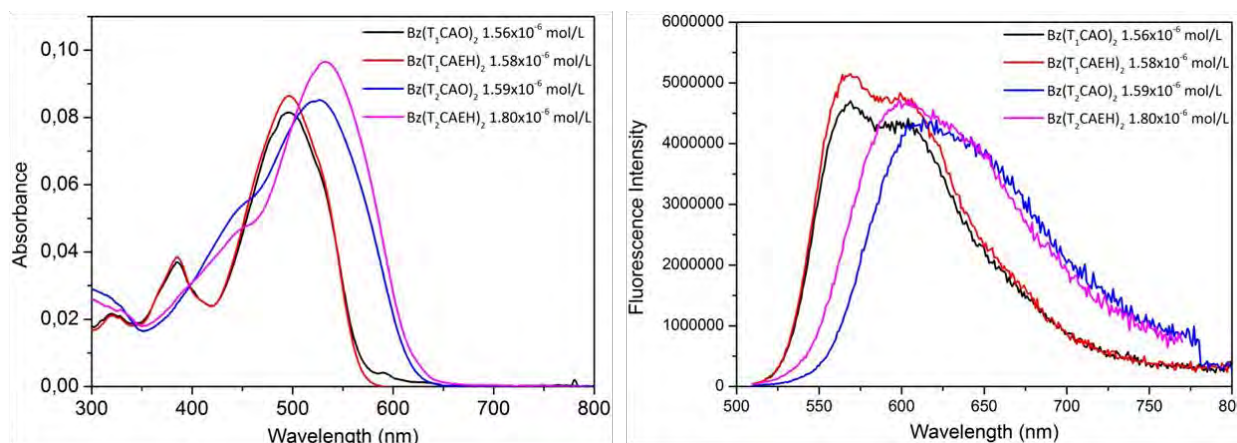 Bz(T₁CAO)₂ 1.56x10⁻⁶ mol/L
Bz(T₁CAEH)₂ 1.58x10⁻⁶ mol/L
Bz(T₂CAO)₂ 1.59x10⁻⁶ mol/L
Bz(T₂CAEH)₂ 1.80x10⁻⁶ mol/L
0,10
0,08
0,06
0,04
0,02
0,00
Absorbance
300 400 500 600 700 800
Wavelength (nm)
Bz(T₁CAO)₂ 1.56x10⁻⁶ mol/L
Bz(T₁CAEH)₂ 1.58x10⁻⁶ mol/L
Bz(T₂CAO)₂ 1.59x10⁻⁶ mol/L
Bz(T₂CAEH)₂ 1.80x10⁻⁶ mol/L
6000000
5000000
4000000
3000000
2000000
1000000
0
Fluorescence Intensity
500 550 600 650 700 750 80
Wavelength (nm)